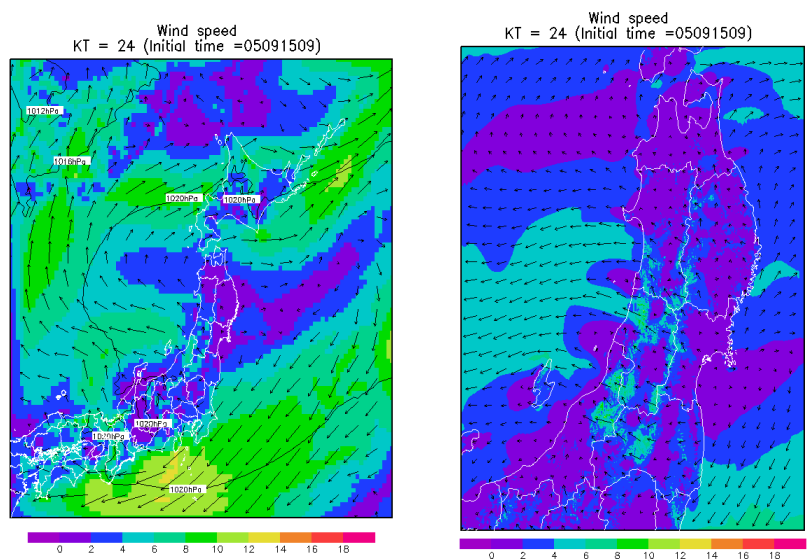 Wind speed
KT = 24 (Initial time =05091509)
1012hPa
1016hPa
1020hPa
1020hPa
1020hPa
1020hPa
1020hPa
0 2 4 6 8 10 12 14 16 18
Wind speed
KT = 24 (Initial time =05091509)
0 2 4 6 8 10 12 14 16 18